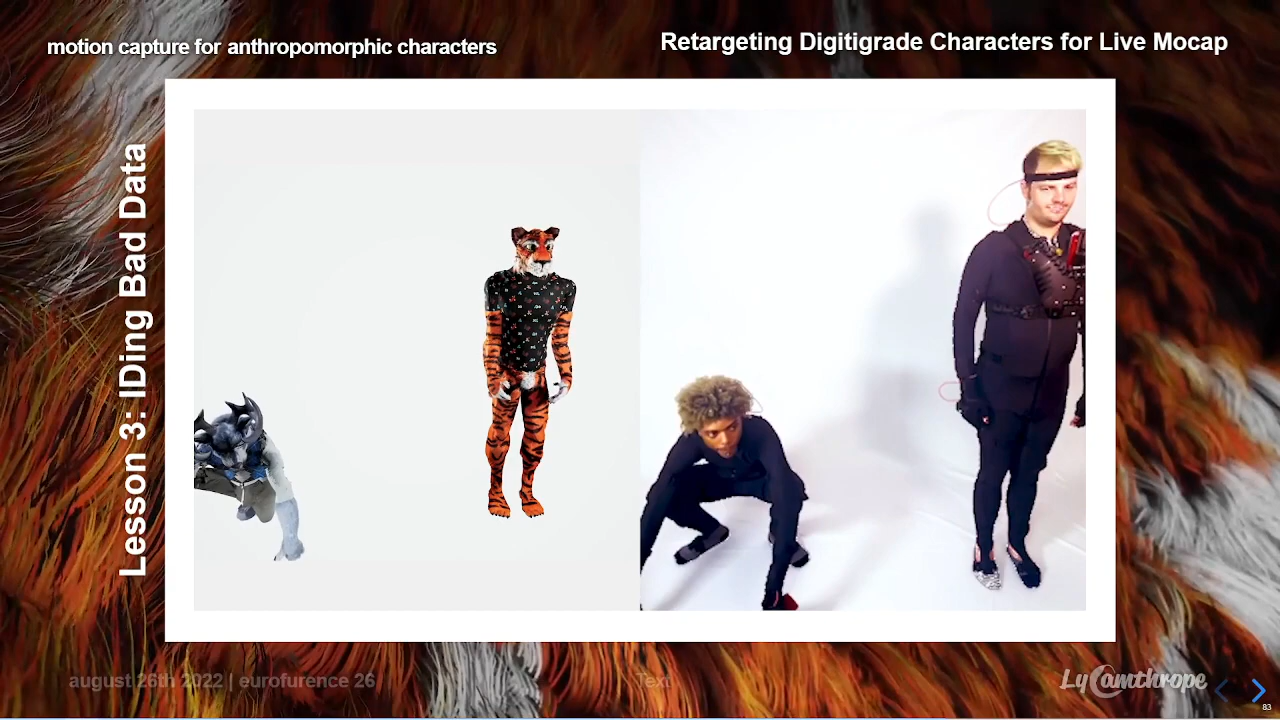 motion capture for anthropomorphic characters
Retargeting Digitigrade Characters for Live Mocap
Lesson 3: IDing Bad Data
august 26th 2022 | eurofurence 26
Text
LyCamthrope
83